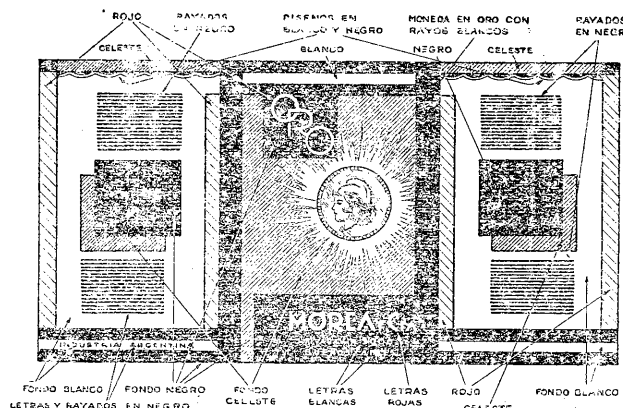 ROJO RAYADOS EN NEGRO DISEÑOS EN BLANCO Y NEGRO MONEDA EN ORO CON RAYOS BLANCOS RAYADOS EN NEGRO
CELESTE BLANCO NEGRO CELESTE
INDUSTRIA ARGENTINA
FONDO BLANCO FONDO NEGRO FONDO CELESTE LETRAS BLANCAS LETRAS ROJAS ROJO FONDO BLANCO
LETRAS Y RAYADOS EN NEGRO CELESTE